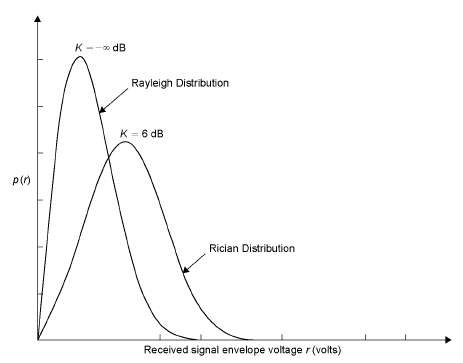 K = −∞ dB
Rayleigh Distribution
K = 6 dB
p(r)
Rician Distribution
Received signal envelope voltage r (volts)